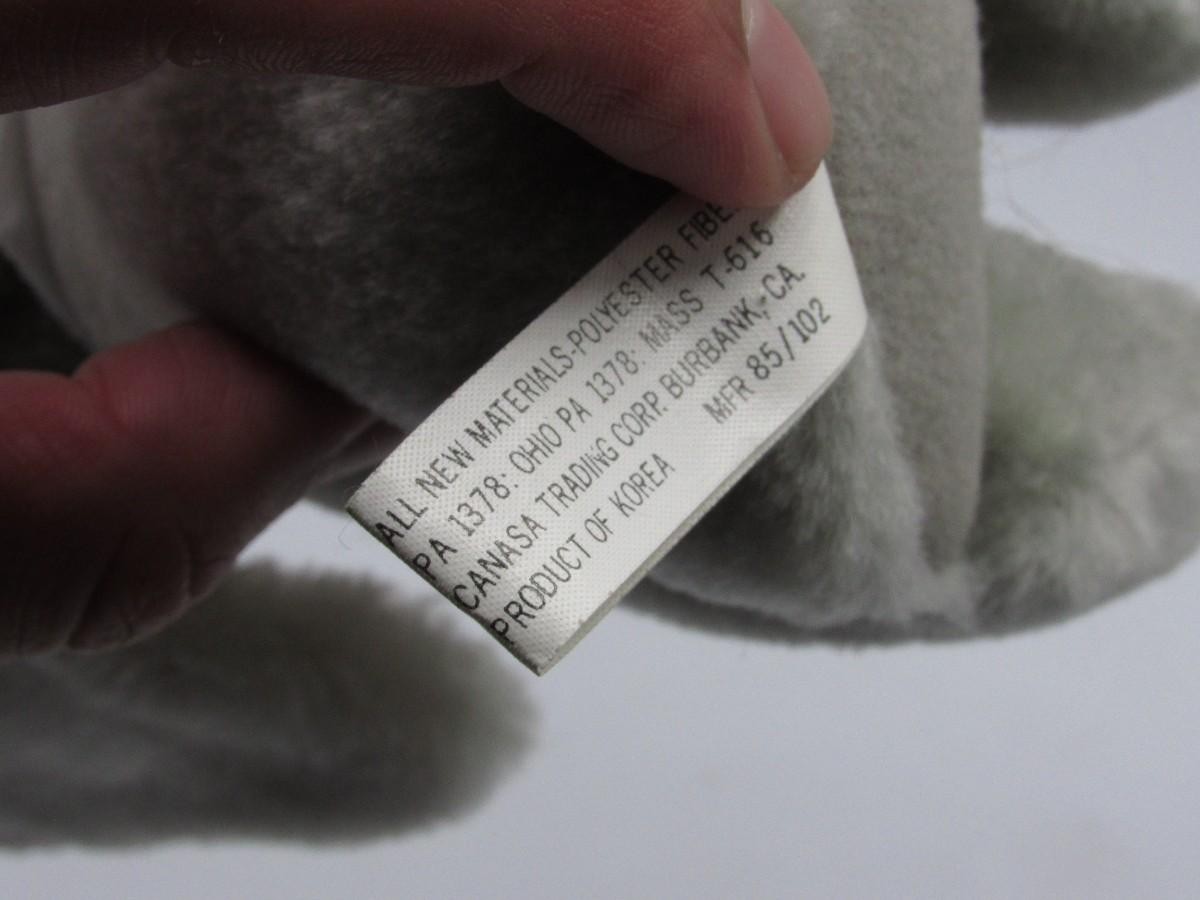 ALL NEW MATERIALS-POLYESTER FIBE
PA 1378: OHIO PA 1378: MASS T-616
CANASA TRADING CORP. BURBANK, CA.
PRODUCT OF KOREA MFR 85/102